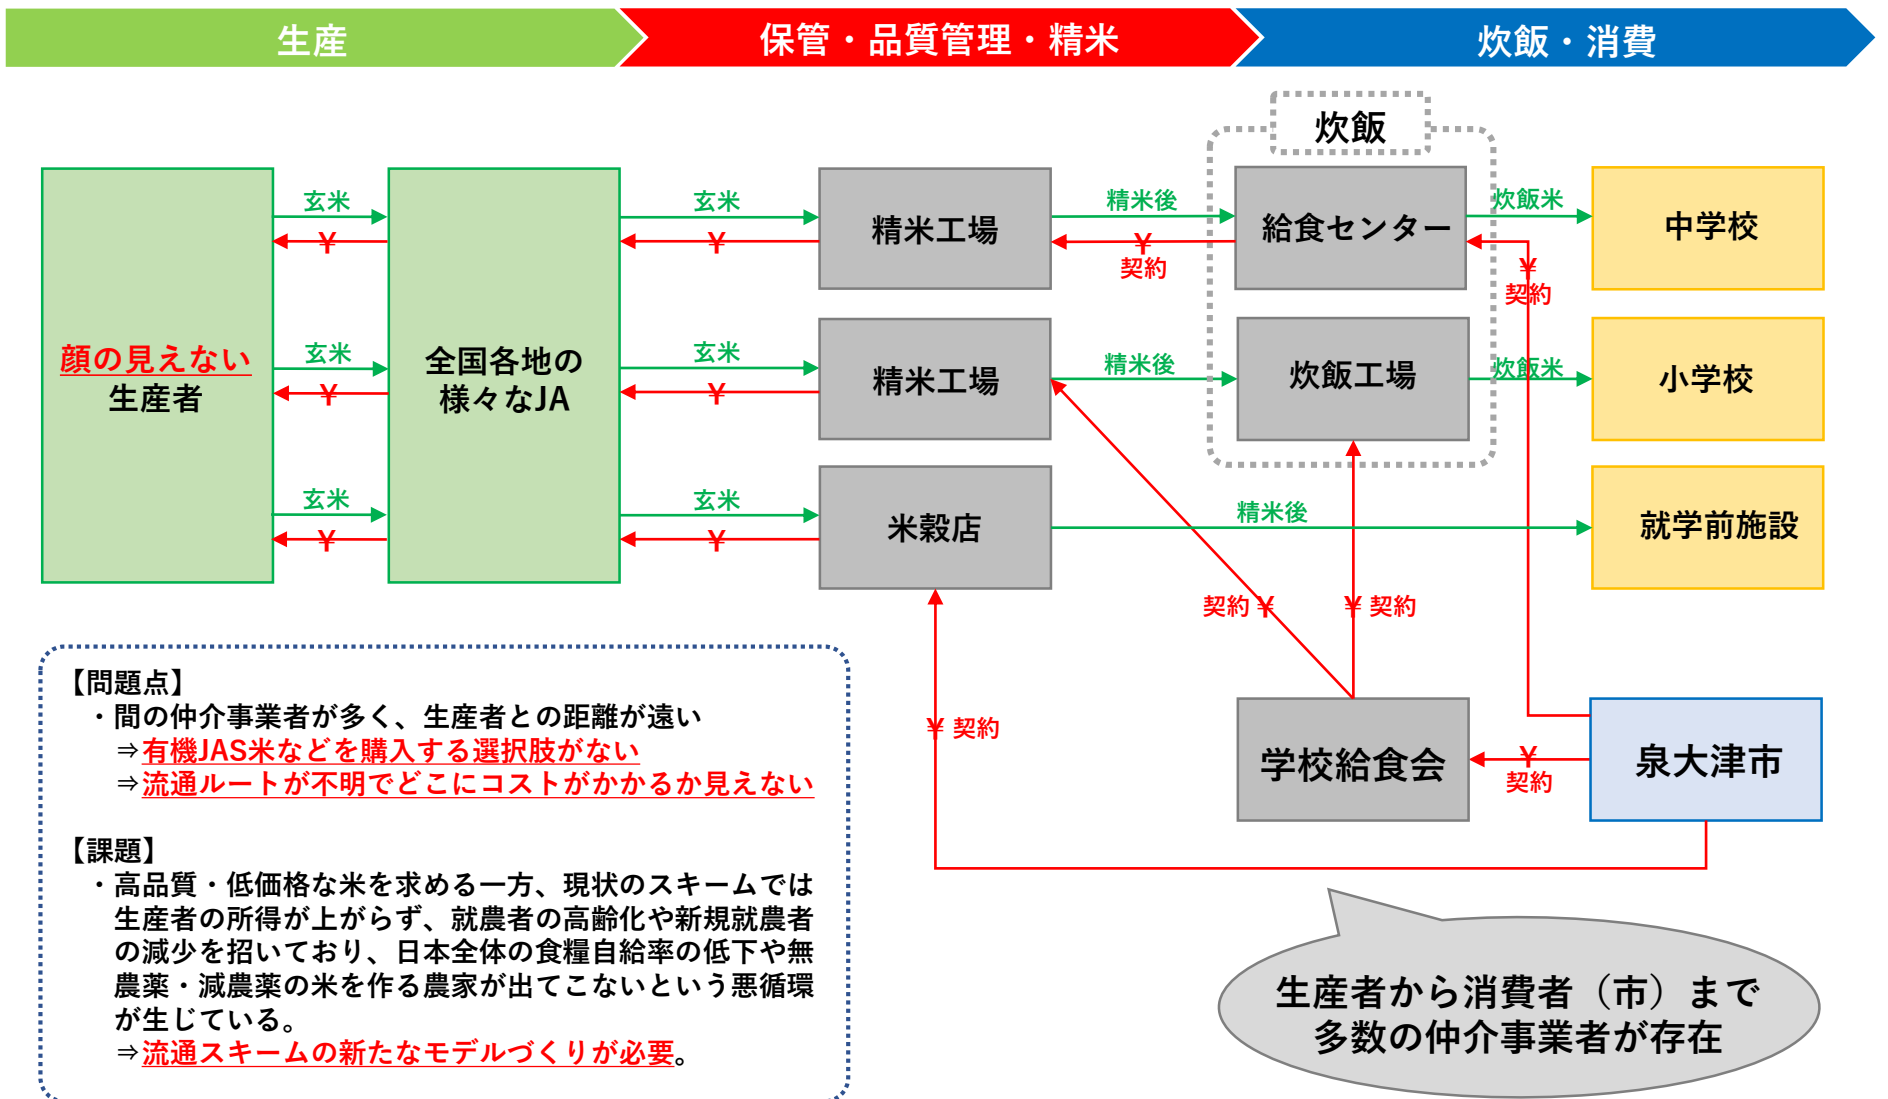 生産
保管・品質管理・精米
炊飯・消費
炊飯
玄米
¥
玄米
¥
精米工場
精米後
¥
契約
給食センター
炊飯米
¥
契約
中学校
顔の見えない
生産者
玄米
¥
全国各地の
様々なJA
玄米
¥
精米工場
精米後
炊飯工場
炊飯米
小学校
玄米
¥
玄米
¥
米穀店
精米後
就学前施設
契約 ¥
¥ 契約
¥ 契約
学校給食会
¥
契約
泉大津市
【問題点】
・間の仲介事業者が多く、生産者との距離が遠い
⇒有機JAS米などを購入する選択肢がない
⇒流通ルートが不明でどこにコストがかかるか見えない
【課題】
・高品質・低価格な米を求める一方、現状のスキームでは
生産者の所得が上がらず、就農者の高齢化や新規就農者
の減少を招いており、日本全体の食糧自給率の低下や無
農薬・減農薬の米を作る農家が出てこないという悪循環
が生じている。
⇒流通スキームの新たなモデルづくりが必要。
生産者から消費者（市）まで
多数の仲介事業者が存在